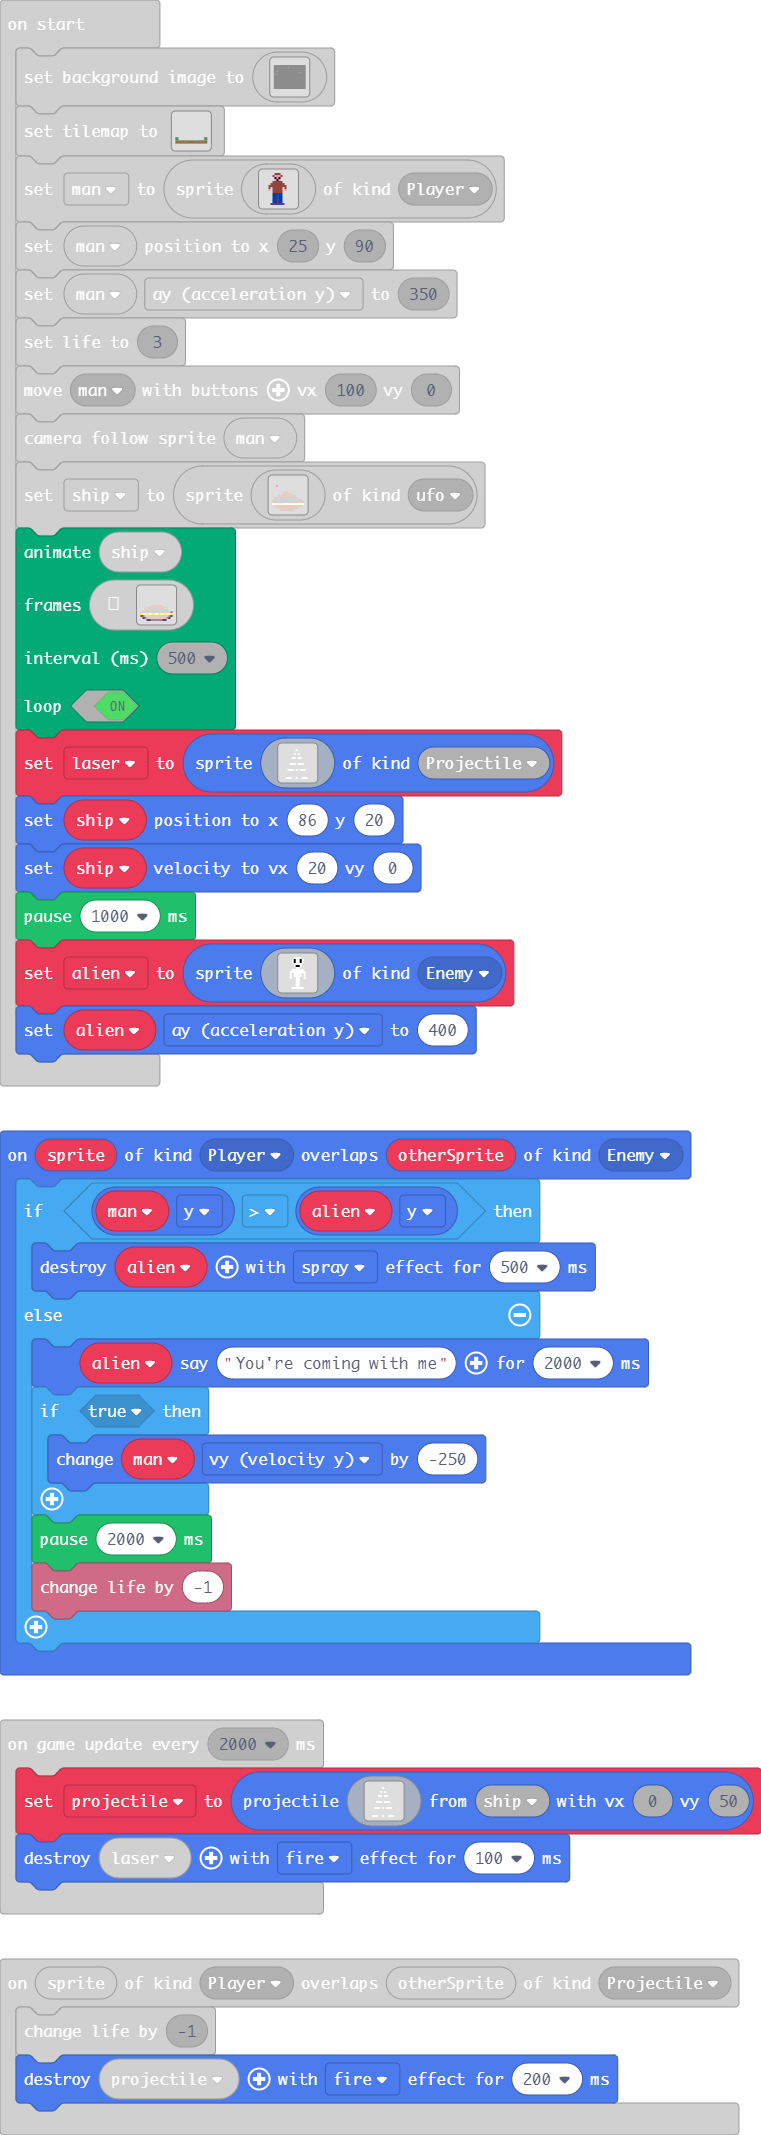 on start
set background image to
set tilemap to
set man to sprite of kind Player
set man position to x 25 y 90
set man ay (acceleration y) to 350
set life to 3
move man with buttons vx 100 vy 0
camera follow sprite man
set ship to sprite of kind ufo
animate ship
frames
interval (ms) 500
loop ON
set laser to sprite of kind Projectile
set ship position to x 86 y 20
set ship velocity to vx 20 vy 0
pause 1000 ms
set alien to sprite of kind Enemy
set alien ay (acceleration y) to 400
on sprite of kind Player overlaps otherSprite of kind Enemy
if man y > alien y then
destroy alien with spray effect for 500 ms
else
alien say "You're coming with me" for 2000 ms
if true then
change man vy (velocity y) by -250
pause 2000 ms
change life by -1
on game update every 2000 ms
set projectile to projectile from ship with vx 0 vy 50
destroy laser with fire effect for 100 ms
on sprite of kind Player overlaps otherSprite of kind Projectile
change life by -1
destroy projectile with fire effect for 200 ms